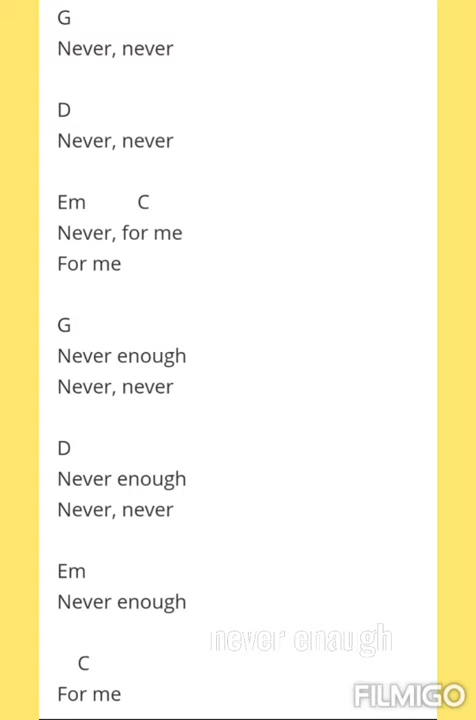 G
Never, never
D
Never, never
Em C
Never, for me
For me
G
Never enough
Never, never
D
Never enough
Never, never
Em
Never enough
never enaugh
C
For me
FILMIGO